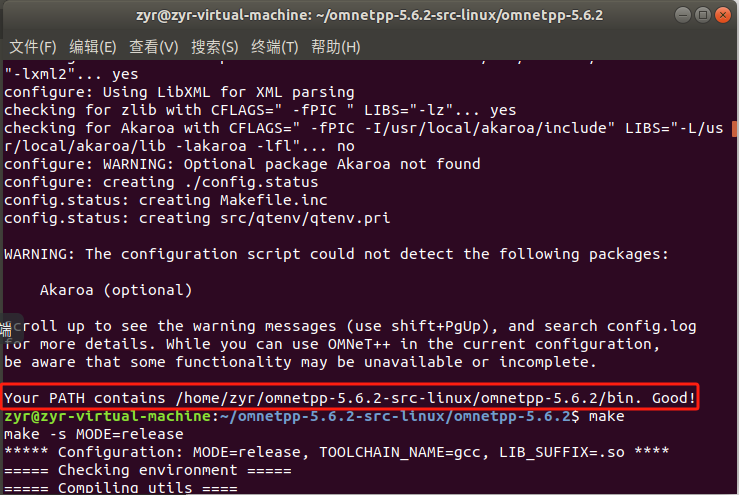 zyr@zyr-virtual-machine: ~/omnetpp-5.6.2-src-linux/omnetpp-5.6.2
文件(F) 编辑(E) 查看(V) 搜索(S) 终端(T) 帮助(H)
"-lxml2"... yes
configure: Using LibXML for XML parsing
checking for zlib with CFLAGS=" -fPIC " LIBS="-lz"... yes
checking for Akaroa with CFLAGS=" -fPIC -I/usr/local/akaroa/include" LIBS="-L/us
r/local/akaroa/lib -lakaroa -lfl"... no
configure: WARNING: Optional package Akaroa not found
configure: creating ./config.status
config.status: creating Makefile.inc
config.status: creating src/qtenv/qtenv.pri
WARNING: The configuration script could not detect the following packages:
Akaroa (optional)
端
croll up to see the warning messages (use shift+PgUp), and search config.log
for more details. While you can use OMNeT++ in the current configuration,
be aware that some functionality may be unavailable or incomplete.
Your PATH contains /home/zyr/omnetpp-5.6.2-src-linux/omnetpp-5.6.2/bin. Good!
zyr@zyr-virtual-machine:~/omnetpp-5.6.2-src-linux/omnetpp-5.6.2$ make
make -s MODE=release
***** Configuration: MODE=release, TOOLCHAIN_NAME=gcc, LIB_SUFFIX=.so ****
===== Checking environment =====
===== Compiling utils ====